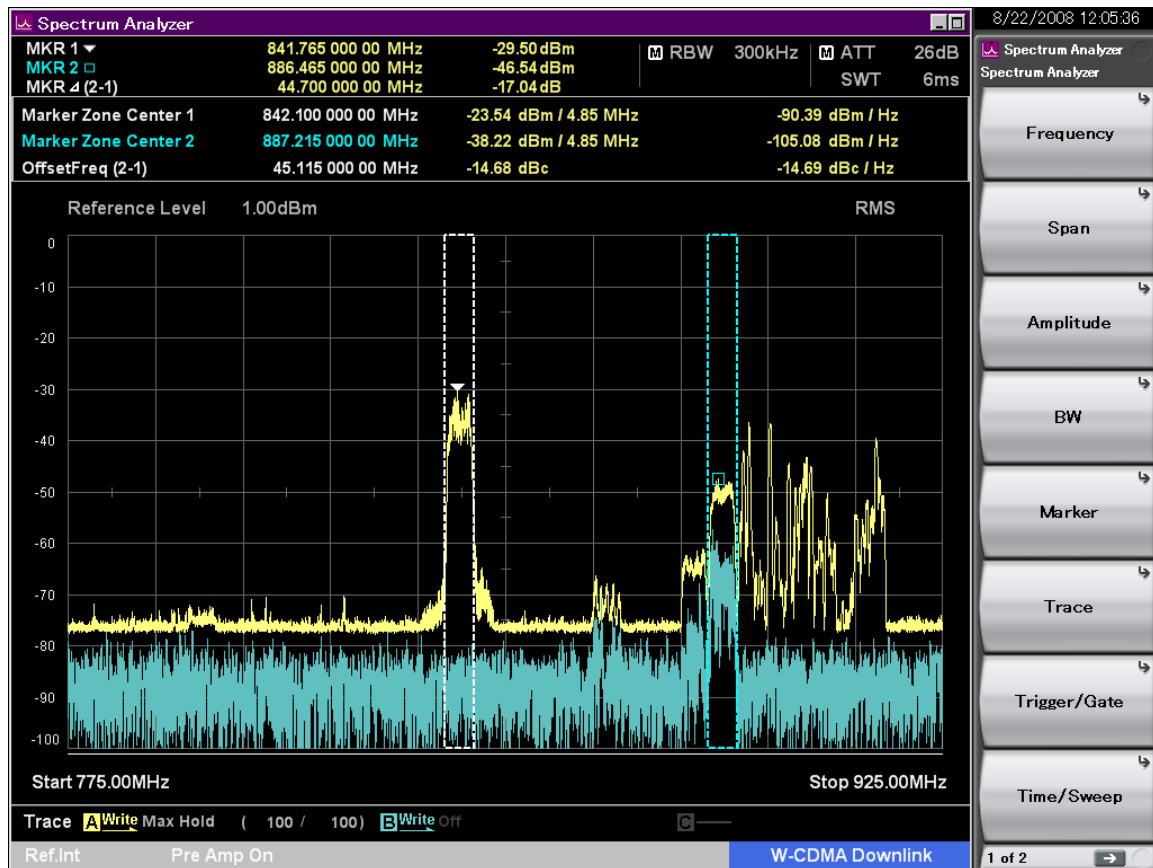 Spectrum Analyzer
8/22/2008 12:05:36
MKR 1 841.765 000 00 MHz -29.50 dBm M RBW 300kHz M ATT 26dB
MKR 2 886.465 000 00 MHz -46.54 dBm SWT 6ms
MKR ⊿ (2-1) 44.700 000 00 MHz -17.04 dB
Marker Zone Center 1 842.100 000 00 MHz -23.54 dBm / 4.85 MHz -90.39 dBm / Hz
Marker Zone Center 2 887.215 000 00 MHz -38.22 dBm / 4.85 MHz -105.08 dBm / Hz
OffsetFreq (2-1) 45.115 000 00 MHz -14.68 dBc -14.69 dBc / Hz
Reference Level 1.00dBm RMS
0
-10
-20
-30
-40
-50
-60
-70
-80
-90
-100
Start 775.00MHz Stop 925.00MHz
Trace A Write Max Hold ( 100 / 100) B Write Off C
Ref.Int Pre Amp On W-CDMA Downlink
Spectrum Analyzer
Spectrum Analyzer
Frequency
Span
Amplitude
BW
Marker
Trace
Trigger/Gate
Time/Sweep
1 of 2